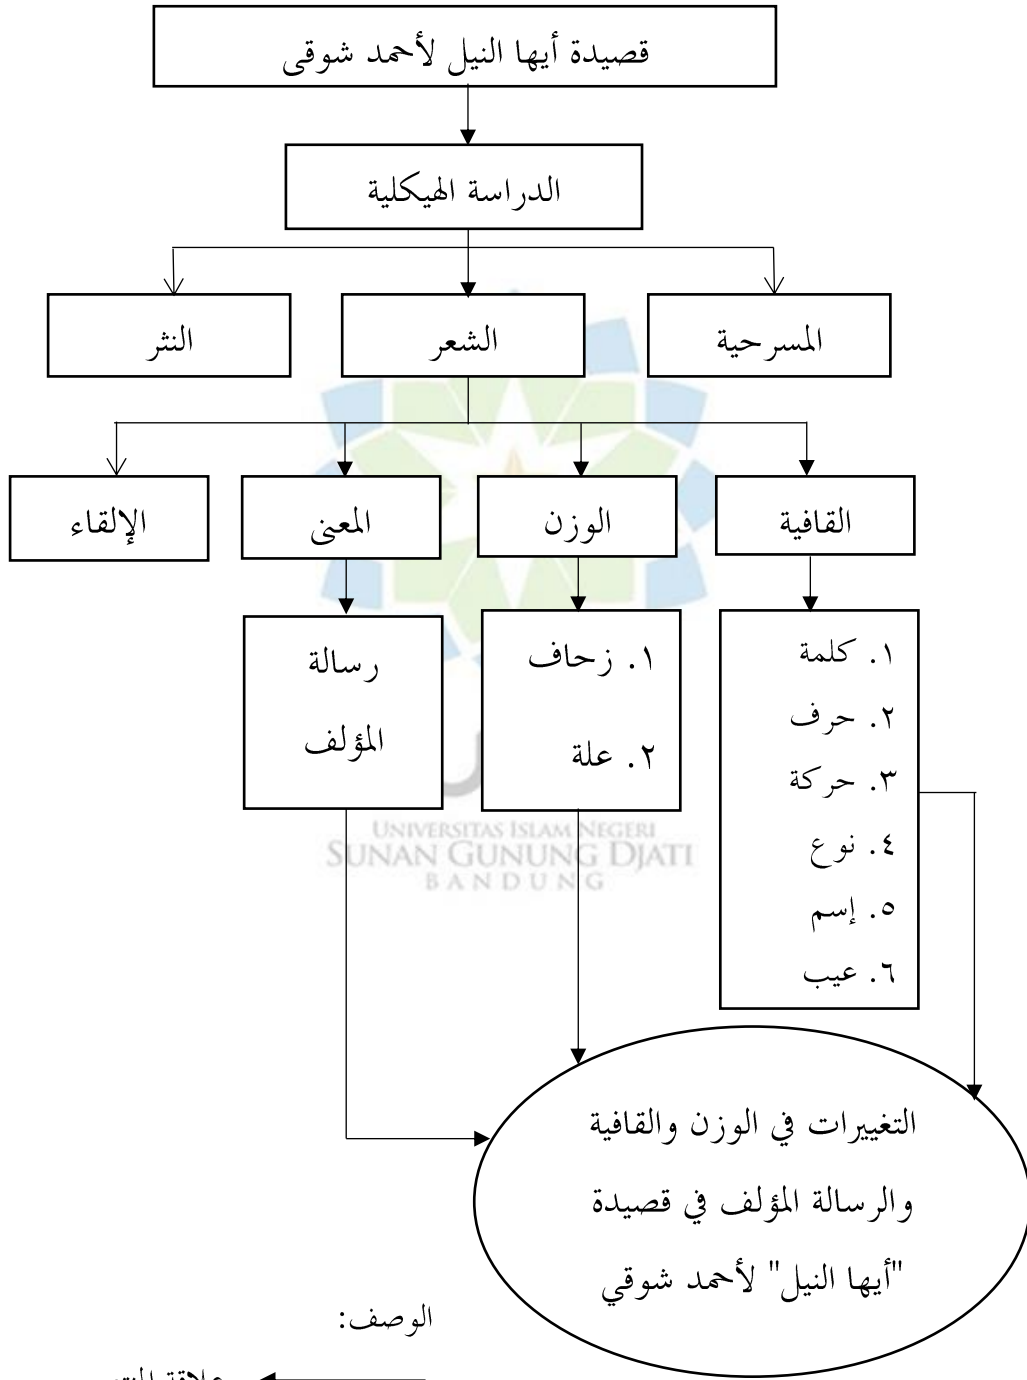 قصيدة أيها النيل لأحمد شوقى
الدراسة الهيكلية
المسرحية
الشعر
النثر
القافية
الوزن
المعنى
الإلقاء
١. كلمة
٢. حرف
٣. حركة
٤. نوع
٥. إسم
٦. عيب
١. زحاف
٢. علة
رسالة
المؤلف
UNIVERSITAS ISLAM NEGERI
SUNAN GUNUNG DJATI
BANDUNG
التغييرات في الوزن والقافية
والرسالة المؤلف في قصيدة
"أيها النيل" لأحمد شوقي
الوصف: